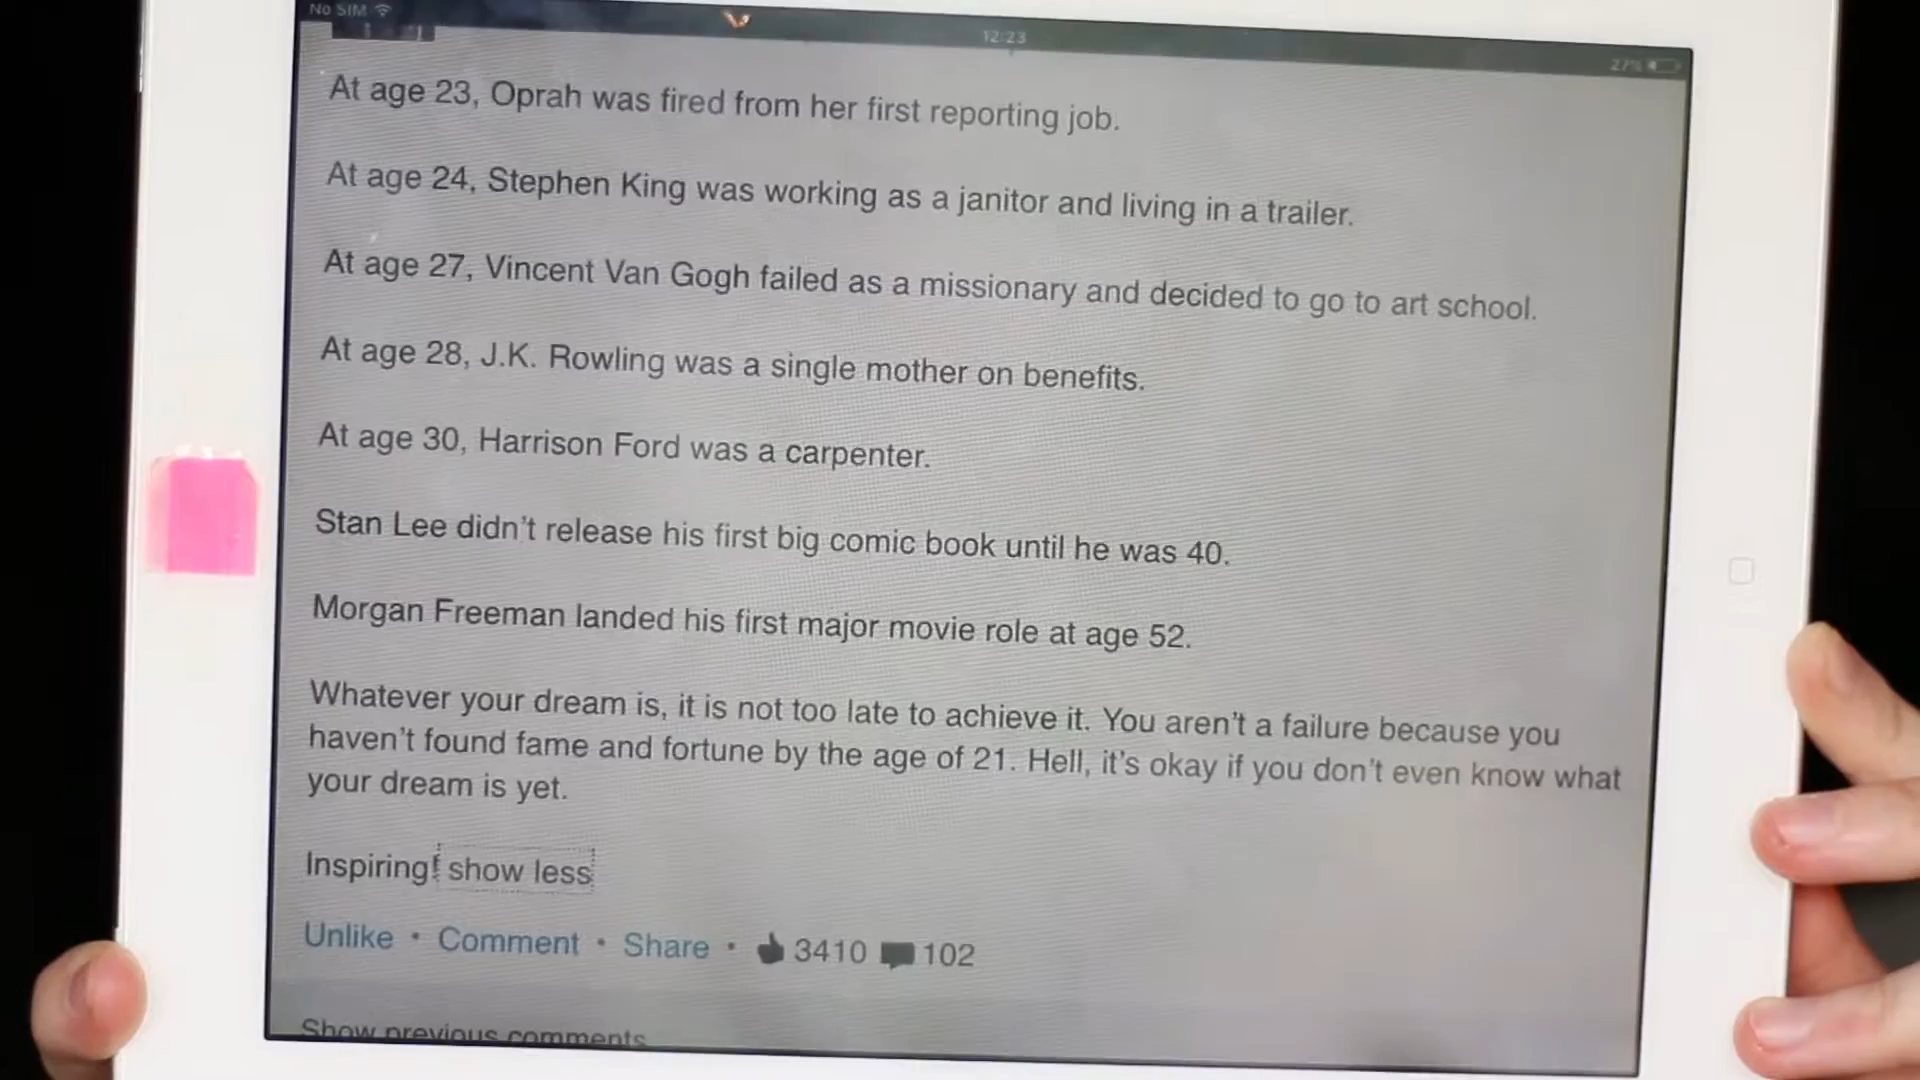 No SIM
12:23
27%
At age 23, Oprah was fired from her first reporting job.
At age 24, Stephen King was working as a janitor and living in a trailer.
At age 27, Vincent Van Gogh failed as a missionary and decided to go to art school.
At age 28, J.K. Rowling was a single mother on benefits.
At age 30, Harrison Ford was a carpenter.
Stan Lee didn't release his first big comic book until he was 40.
Morgan Freeman landed his first major movie role at age 52.
Whatever your dream is, it is not too late to achieve it. You aren't a failure because you
haven't found fame and fortune by the age of 21. Hell, it's okay if you don't even know what
your dream is yet.
Inspiring! show less
Unlike • Comment • Share • 3410 102
Show previous comments